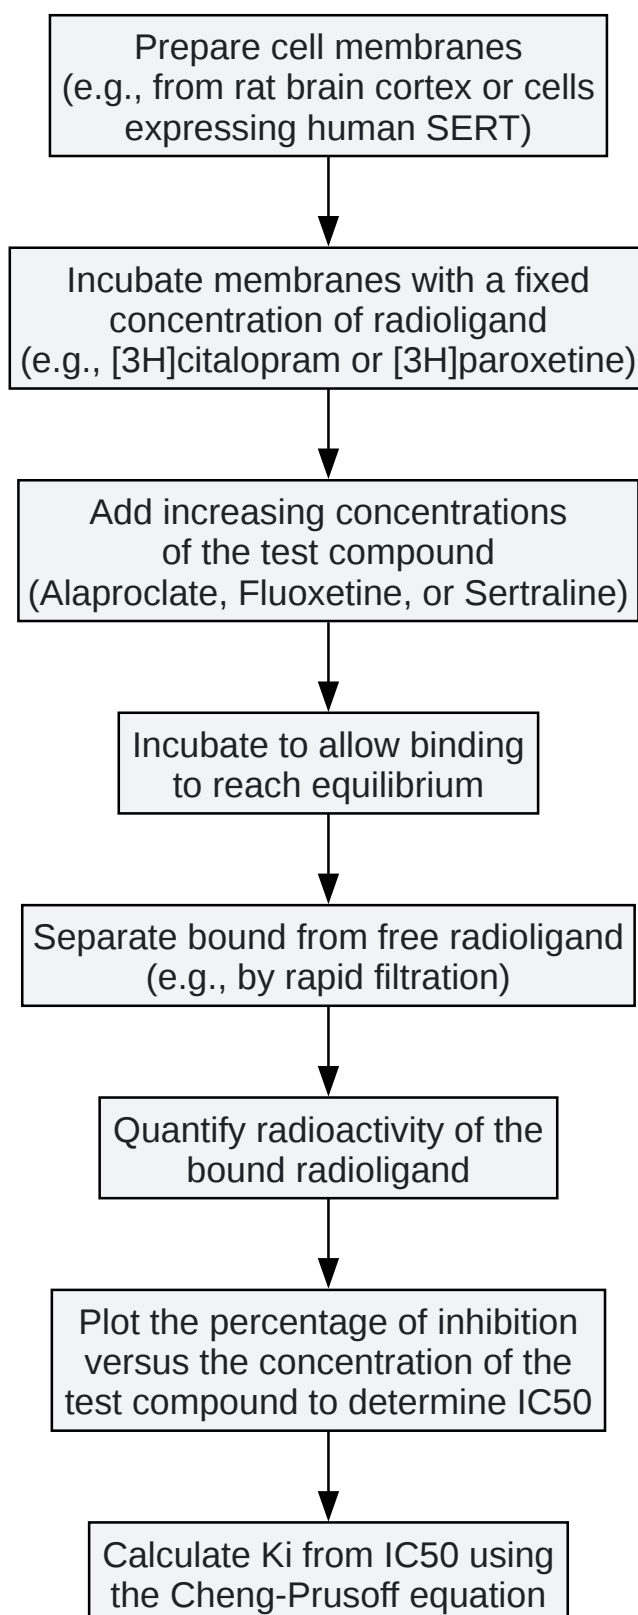 Prepare cell membranes
(e.g., from rat brain cortex or cells
expressing human SERT)
Incubate membranes with a fixed
concentration of radioligand
(e.g., [3H]citalopram or [3H]paroxetine)
Add increasing concentrations
of the test compound
(Alaproclate, Fluoxetine, or Sertraline)
Incubate to allow binding
to reach equilibrium
Separate bound from free radioligand
(e.g., by rapid filtration)
Quantify radioactivity of the
bound radioligand
Plot the percentage of inhibition
versus the concentration of the
test compound to determine IC50
Calculate Ki from IC50 using
the Cheng-Prusoff equation